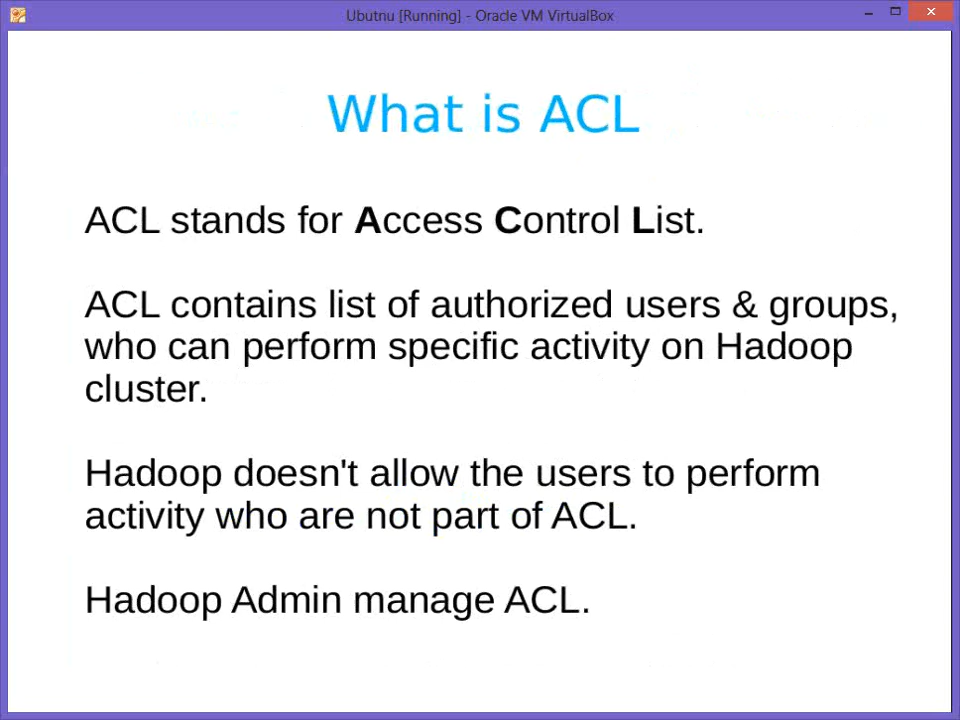 Ubutnu [Running] - Oracle VM VirtualBox
What is ACL
ACL stands for Access Control List.
ACL contains list of authorized users & groups,
who can perform specific activity on Hadoop
cluster.
Hadoop doesn't allow the users to perform
activity who are not part of ACL.
Hadoop Admin manage ACL.